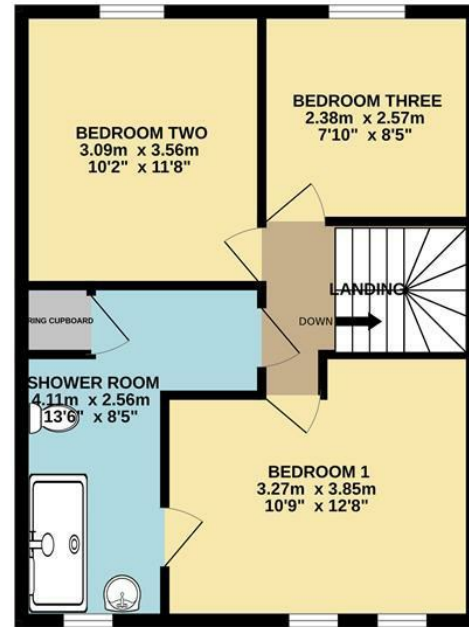 BEDROOM TWO
3.09m x 3.56m
10'2" x 11'8"
BEDROOM THREE
2.38m x 2.57m
7'10" x 8'5"
LANDING
DOWN
RING CUPBOARD
SHOWER ROOM
4.11m x 2.56m
13'6" x 8'5"
BEDROOM 1
3.27m x 3.85m
10'9" x 12'8"